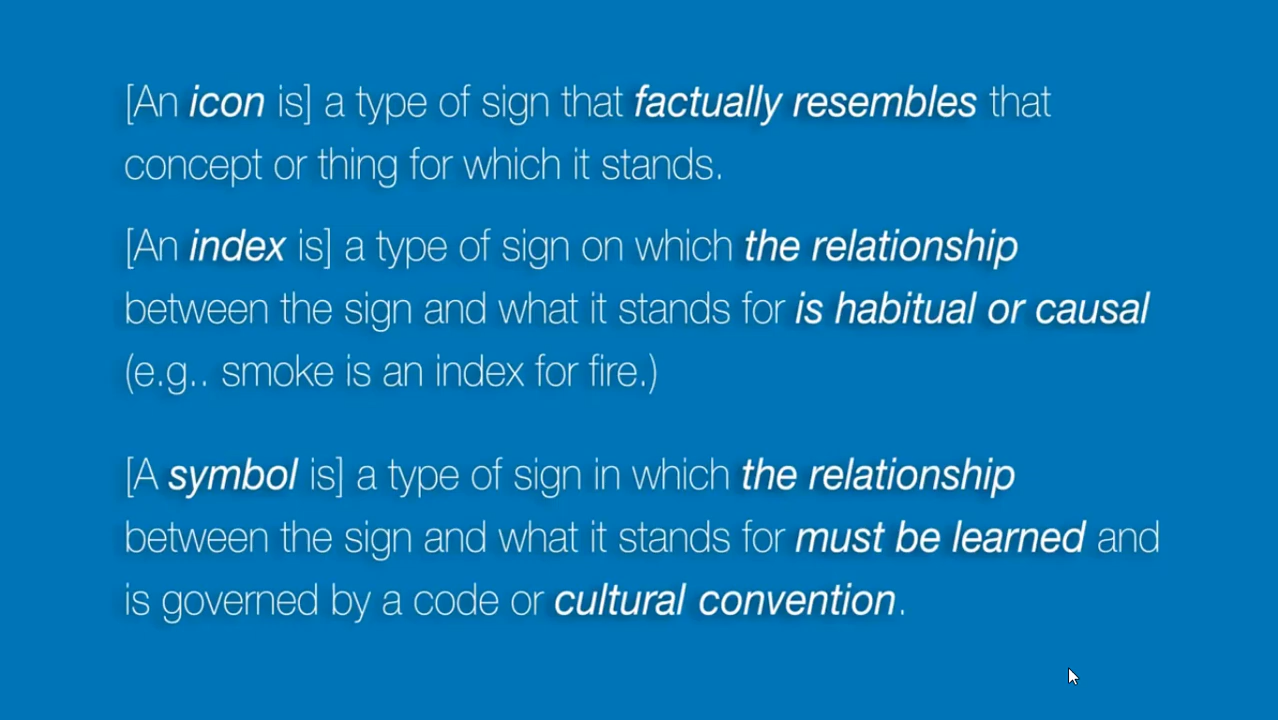 [An icon is] a type of sign that factually resembles that
concept or thing for which it stands.
[An index is] a type of sign on which the relationship
between the sign and what it stands for is habitual or causal
(e.g.. smoke is an index for fire.)
[A symbol is] a type of sign in which the relationship
between the sign and what it stands for must be learned and
is governed by a code or cultural convention.